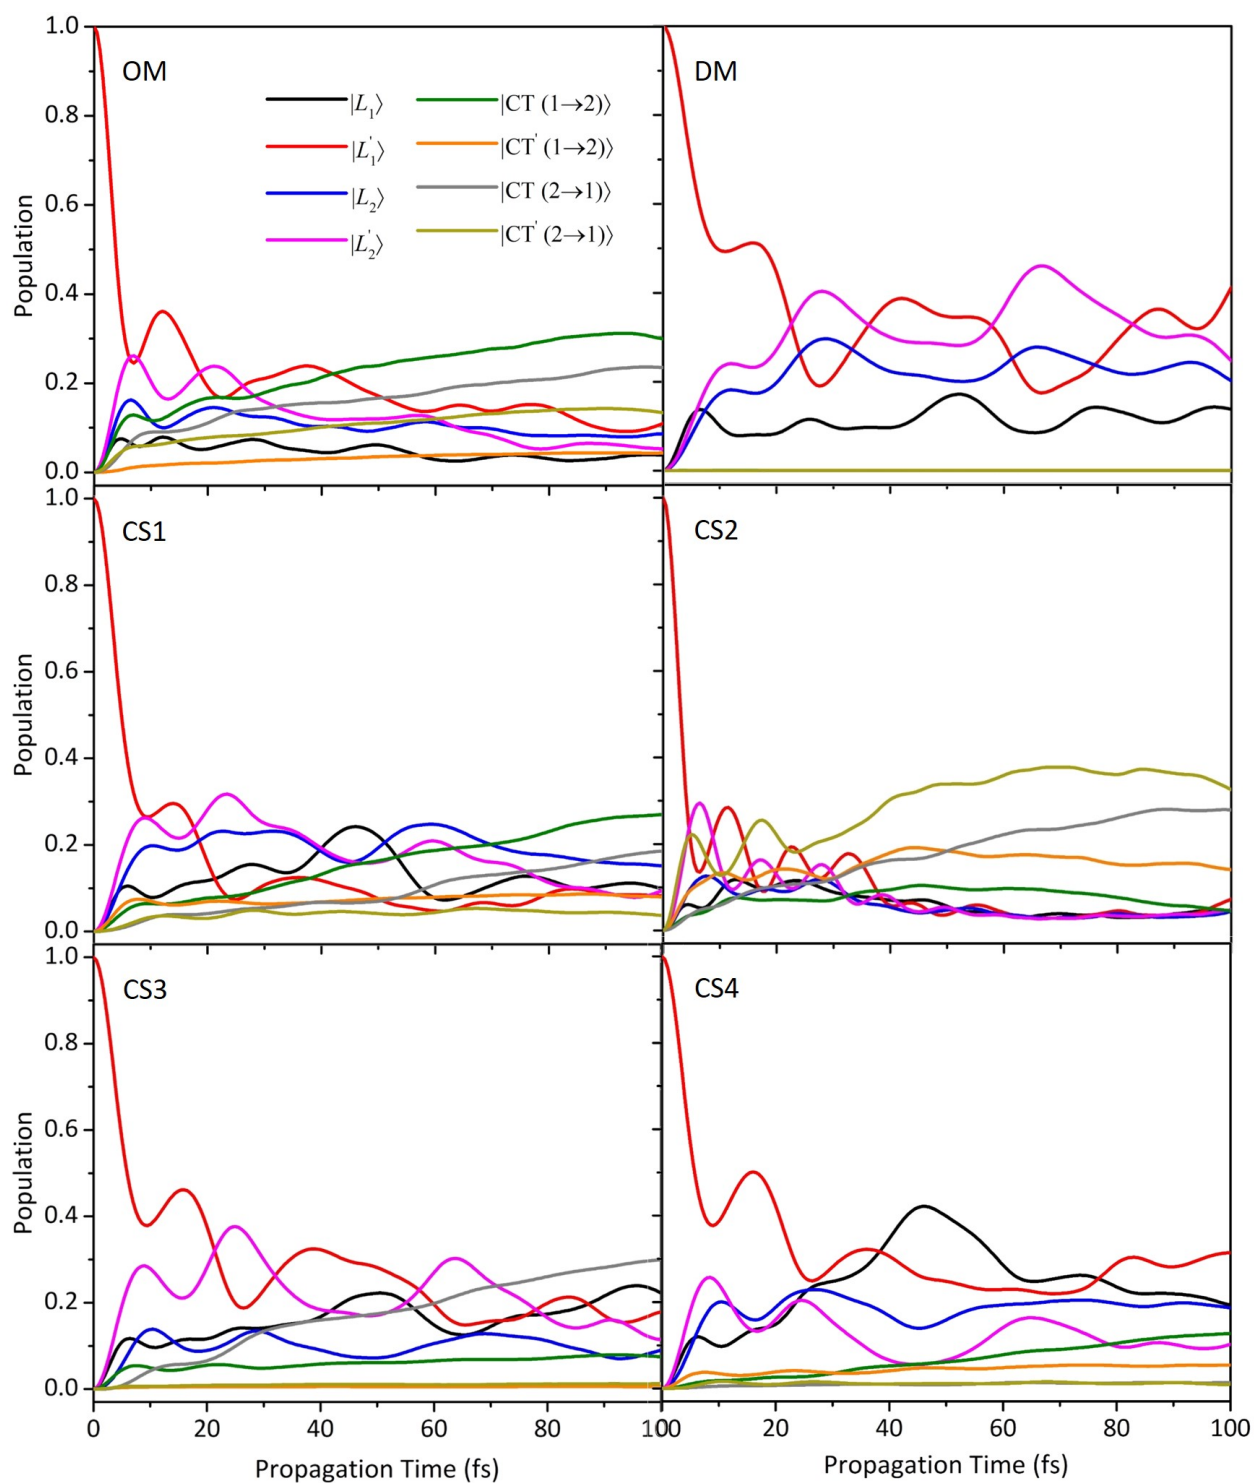 1.0
OM
DM
|L₁⟩
|CT (1→2)⟩
0.8
|L₁'⟩
|CT' (1→2)⟩
|L₂⟩
|CT (2→1)⟩
0.6
|L₂'⟩
|CT' (2→1)⟩
Population
0.4
0.2
0.0
1.0
CS1
CS2
0.8
0.6
Population
0.4
0.2
0.0
1.0
CS3
CS4
0.8
0.6
Population
0.4
0.2
0.0
0 20 40 60 80 100 20 40 60 80 100
Propagation Time (fs)
Propagation Time (fs)